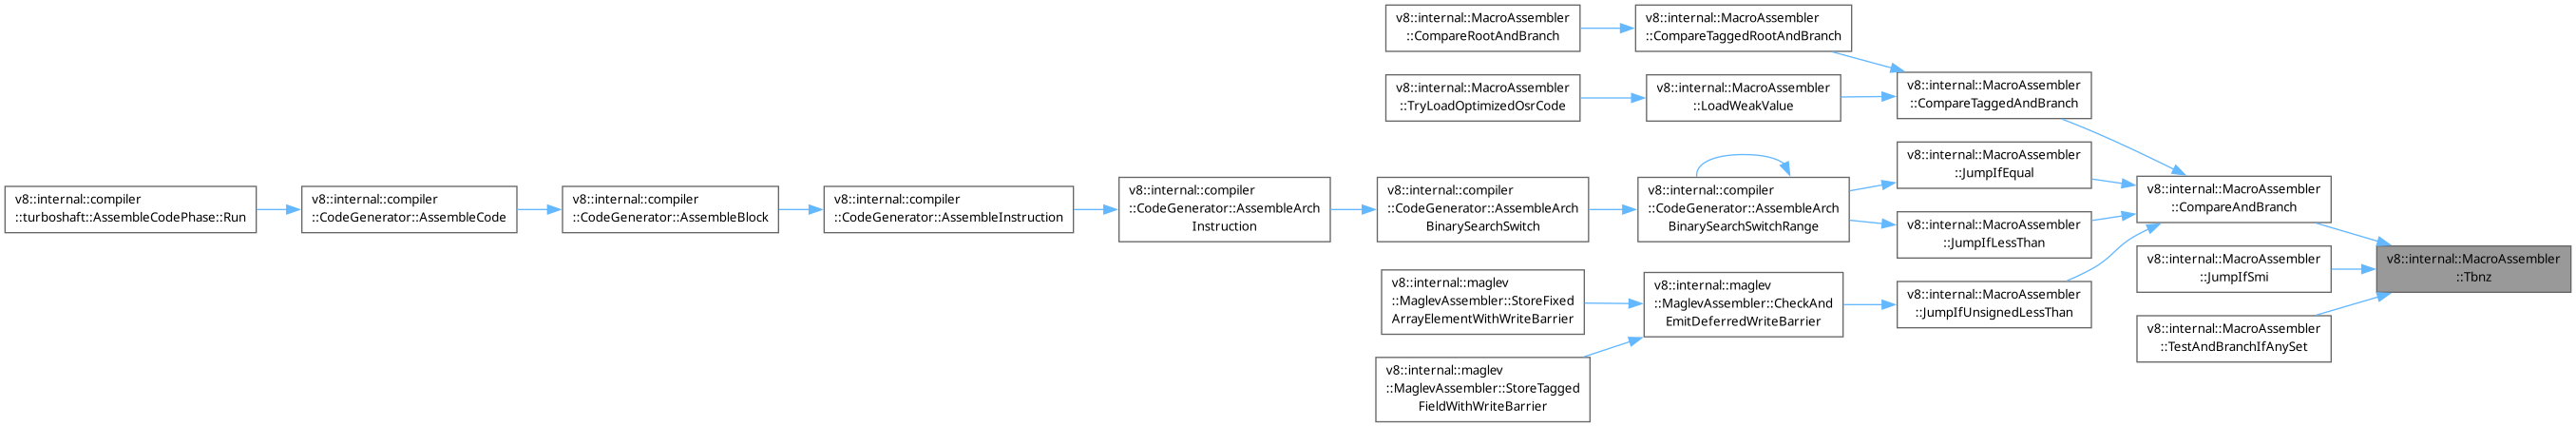 v8::internal::MacroAssembler
::CompareRootAndBranch
v8::internal::MacroAssembler
::CompareTaggedRootAndBranch
v8::internal::MacroAssembler
::TryLoadOptimizedOsrCode
v8::internal::MacroAssembler
::LoadWeakValue
v8::internal::MacroAssembler
::CompareTaggedAndBranch
v8::internal::MacroAssembler
::JumpIfEqual
v8::internal::compiler
::turboshaft::AssembleCodePhase::Run
v8::internal::compiler
::CodeGenerator::AssembleCode
v8::internal::compiler
::CodeGenerator::AssembleBlock
v8::internal::compiler
::CodeGenerator::AssembleInstruction
v8::internal::compiler
::CodeGenerator::AssembleArch
Instruction
v8::internal::compiler
::CodeGenerator::AssembleArch
BinarySearchSwitch
v8::internal::compiler
::CodeGenerator::AssembleArch
BinarySearchSwitchRange
v8::internal::MacroAssembler
::JumpIfLessThan
v8::internal::MacroAssembler
::CompareAndBranch
v8::internal::MacroAssembler
::JumpIfSmi
v8::internal::MacroAssembler
::Tbnz
v8::internal::maglev
::MaglevAssembler::StoreFixed
ArrayElementWithWriteBarrier
v8::internal::maglev
::MaglevAssembler::CheckAnd
EmitDeferredWriteBarrier
v8::internal::MacroAssembler
::JumpIfUnsignedLessThan
v8::internal::MacroAssembler
::TestAndBranchIfAnySet
v8::internal::maglev
::MaglevAssembler::StoreTagged
FieldWithWriteBarrier